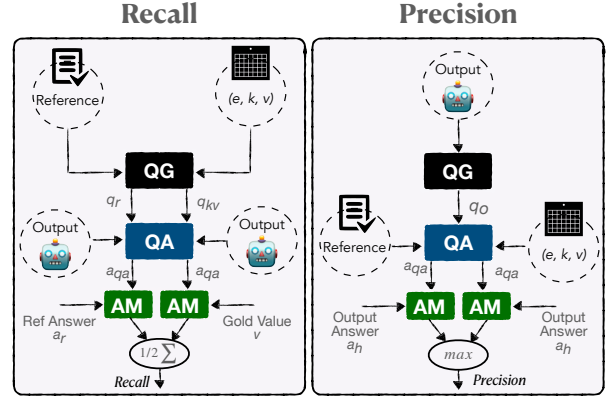 Recall
Reference
(e, k, v)
QG
q_r
q_kv
Output
QA
Output
a_qa
a_qa
AM
AM
Ref Answer
a_r
Gold Value
v
1/2 ∑
Recall
Precision
Output
QG
q_o
Reference
QA
(e, k, v)
a_qa
a_qa
AM
AM
Output
Answer
a_h
Output
Answer
a_h
max
Precision